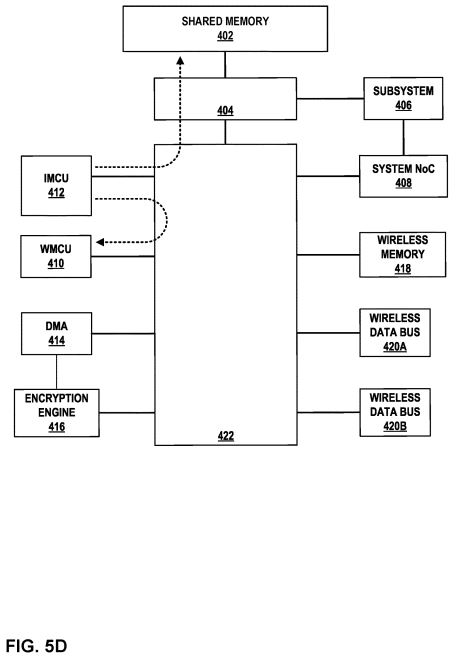 SHARED MEMORY
402
404
SUBSYSTEM
406
IMCU
412
SYSTEM NoC
408
WMCU
410
WIRELESS
MEMORY
418
DMA
414
WIRELESS
DATA BUS
420A
ENCRYPTION
ENGINE
416
WIRELESS
DATA BUS
420B
422
FIG. 5D